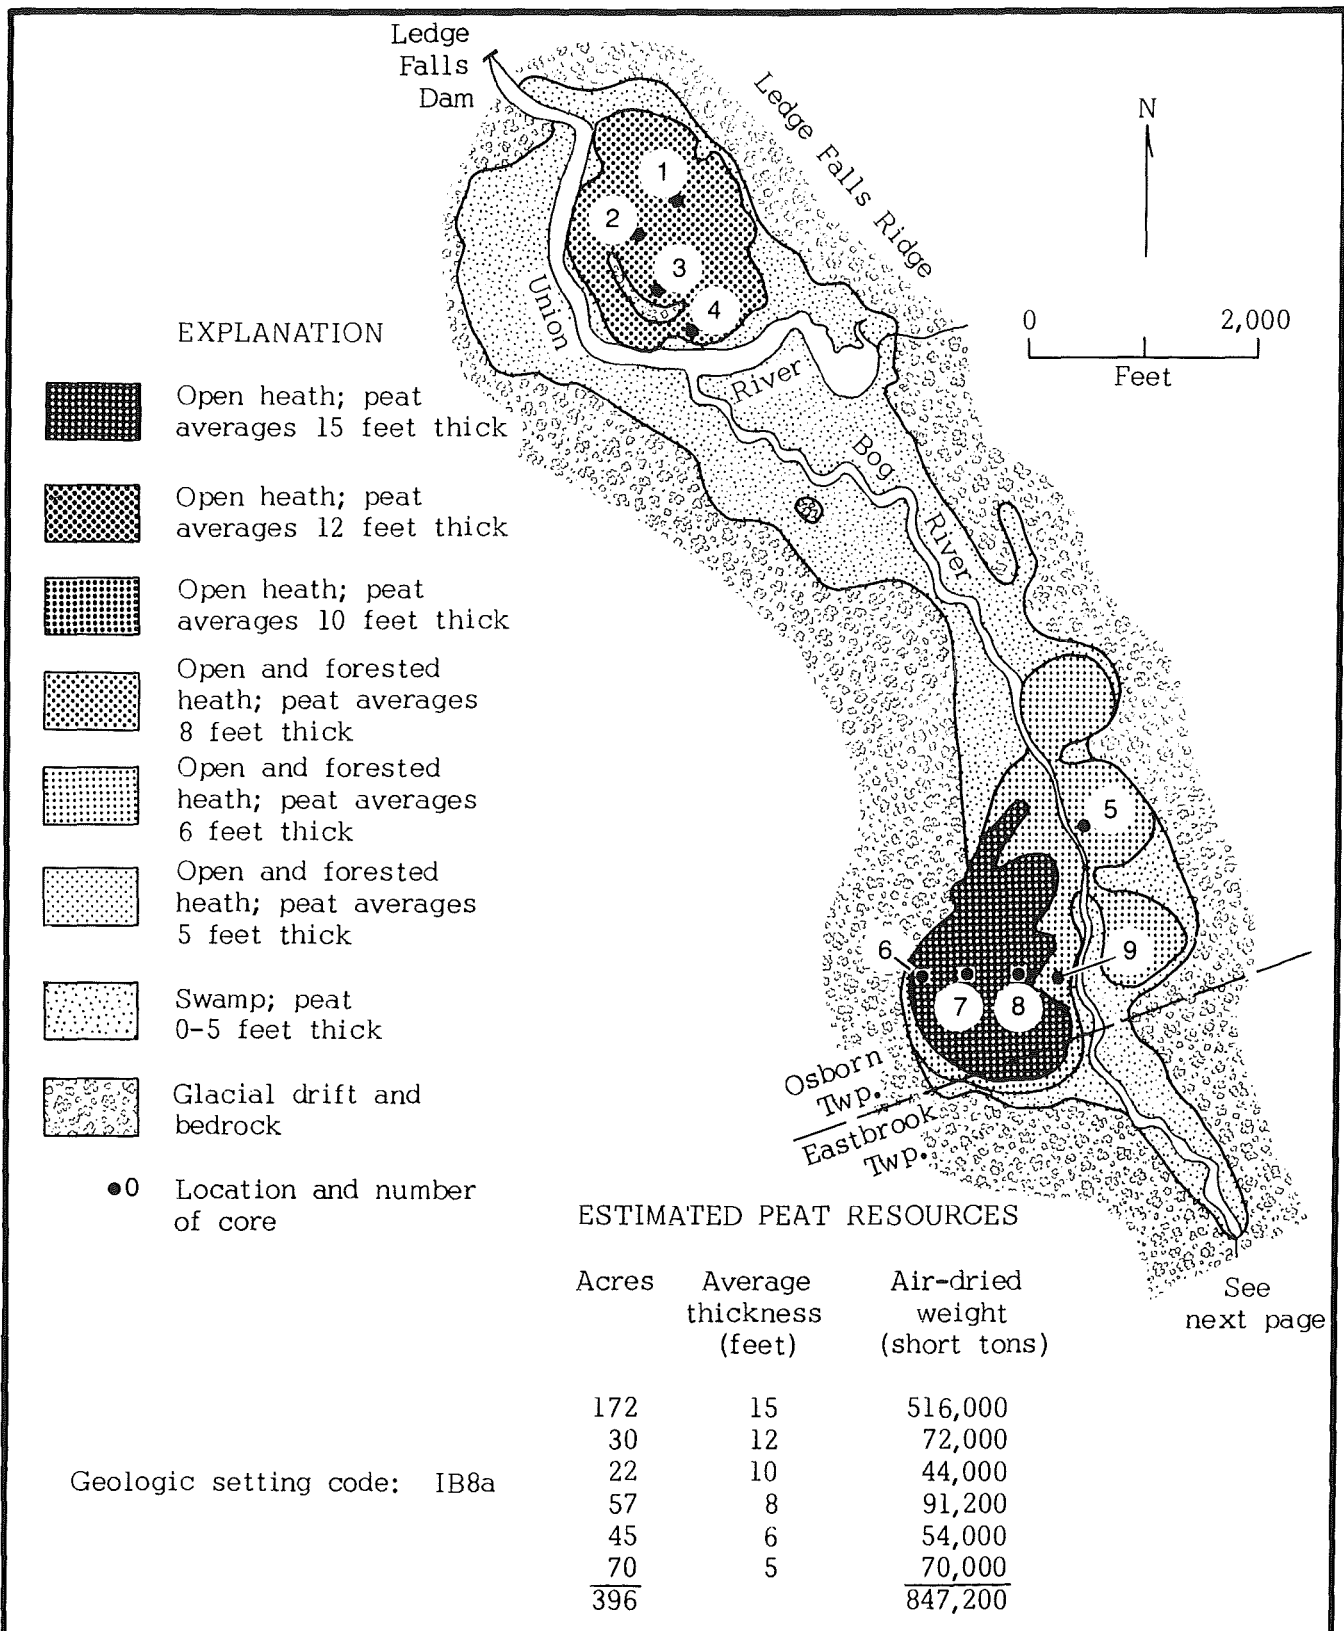 Ledge
Falls
Dam
Ledge Falls Ridge
N
1
2
3
4
Union
River
0 2,000
Feet
Bog
River
5
6
7
8
9
Osborn
Twp.
Eastbrook
Twp.
See
next page
EXPLANATION
Open heath; peat
averages 15 feet thick
Open heath; peat
averages 12 feet thick
Open heath; peat
averages 10 feet thick
Open and forested
heath; peat averages
8 feet thick
Open and forested
heath; peat averages
6 feet thick
Open and forested
heath; peat averages
5 feet thick
Swamp; peat
0-5 feet thick
Glacial drift and
bedrock
●0 Location and number
of core
ESTIMATED PEAT RESOURCES
Acres Average Air-dried
thickness weight
(feet) (short tons)
172 15 516,000
30 12 72,000
22 10 44,000
57 8 91,200
45 6 54,000
70 5 70,000
396 847,200
Geologic setting code: IB8a